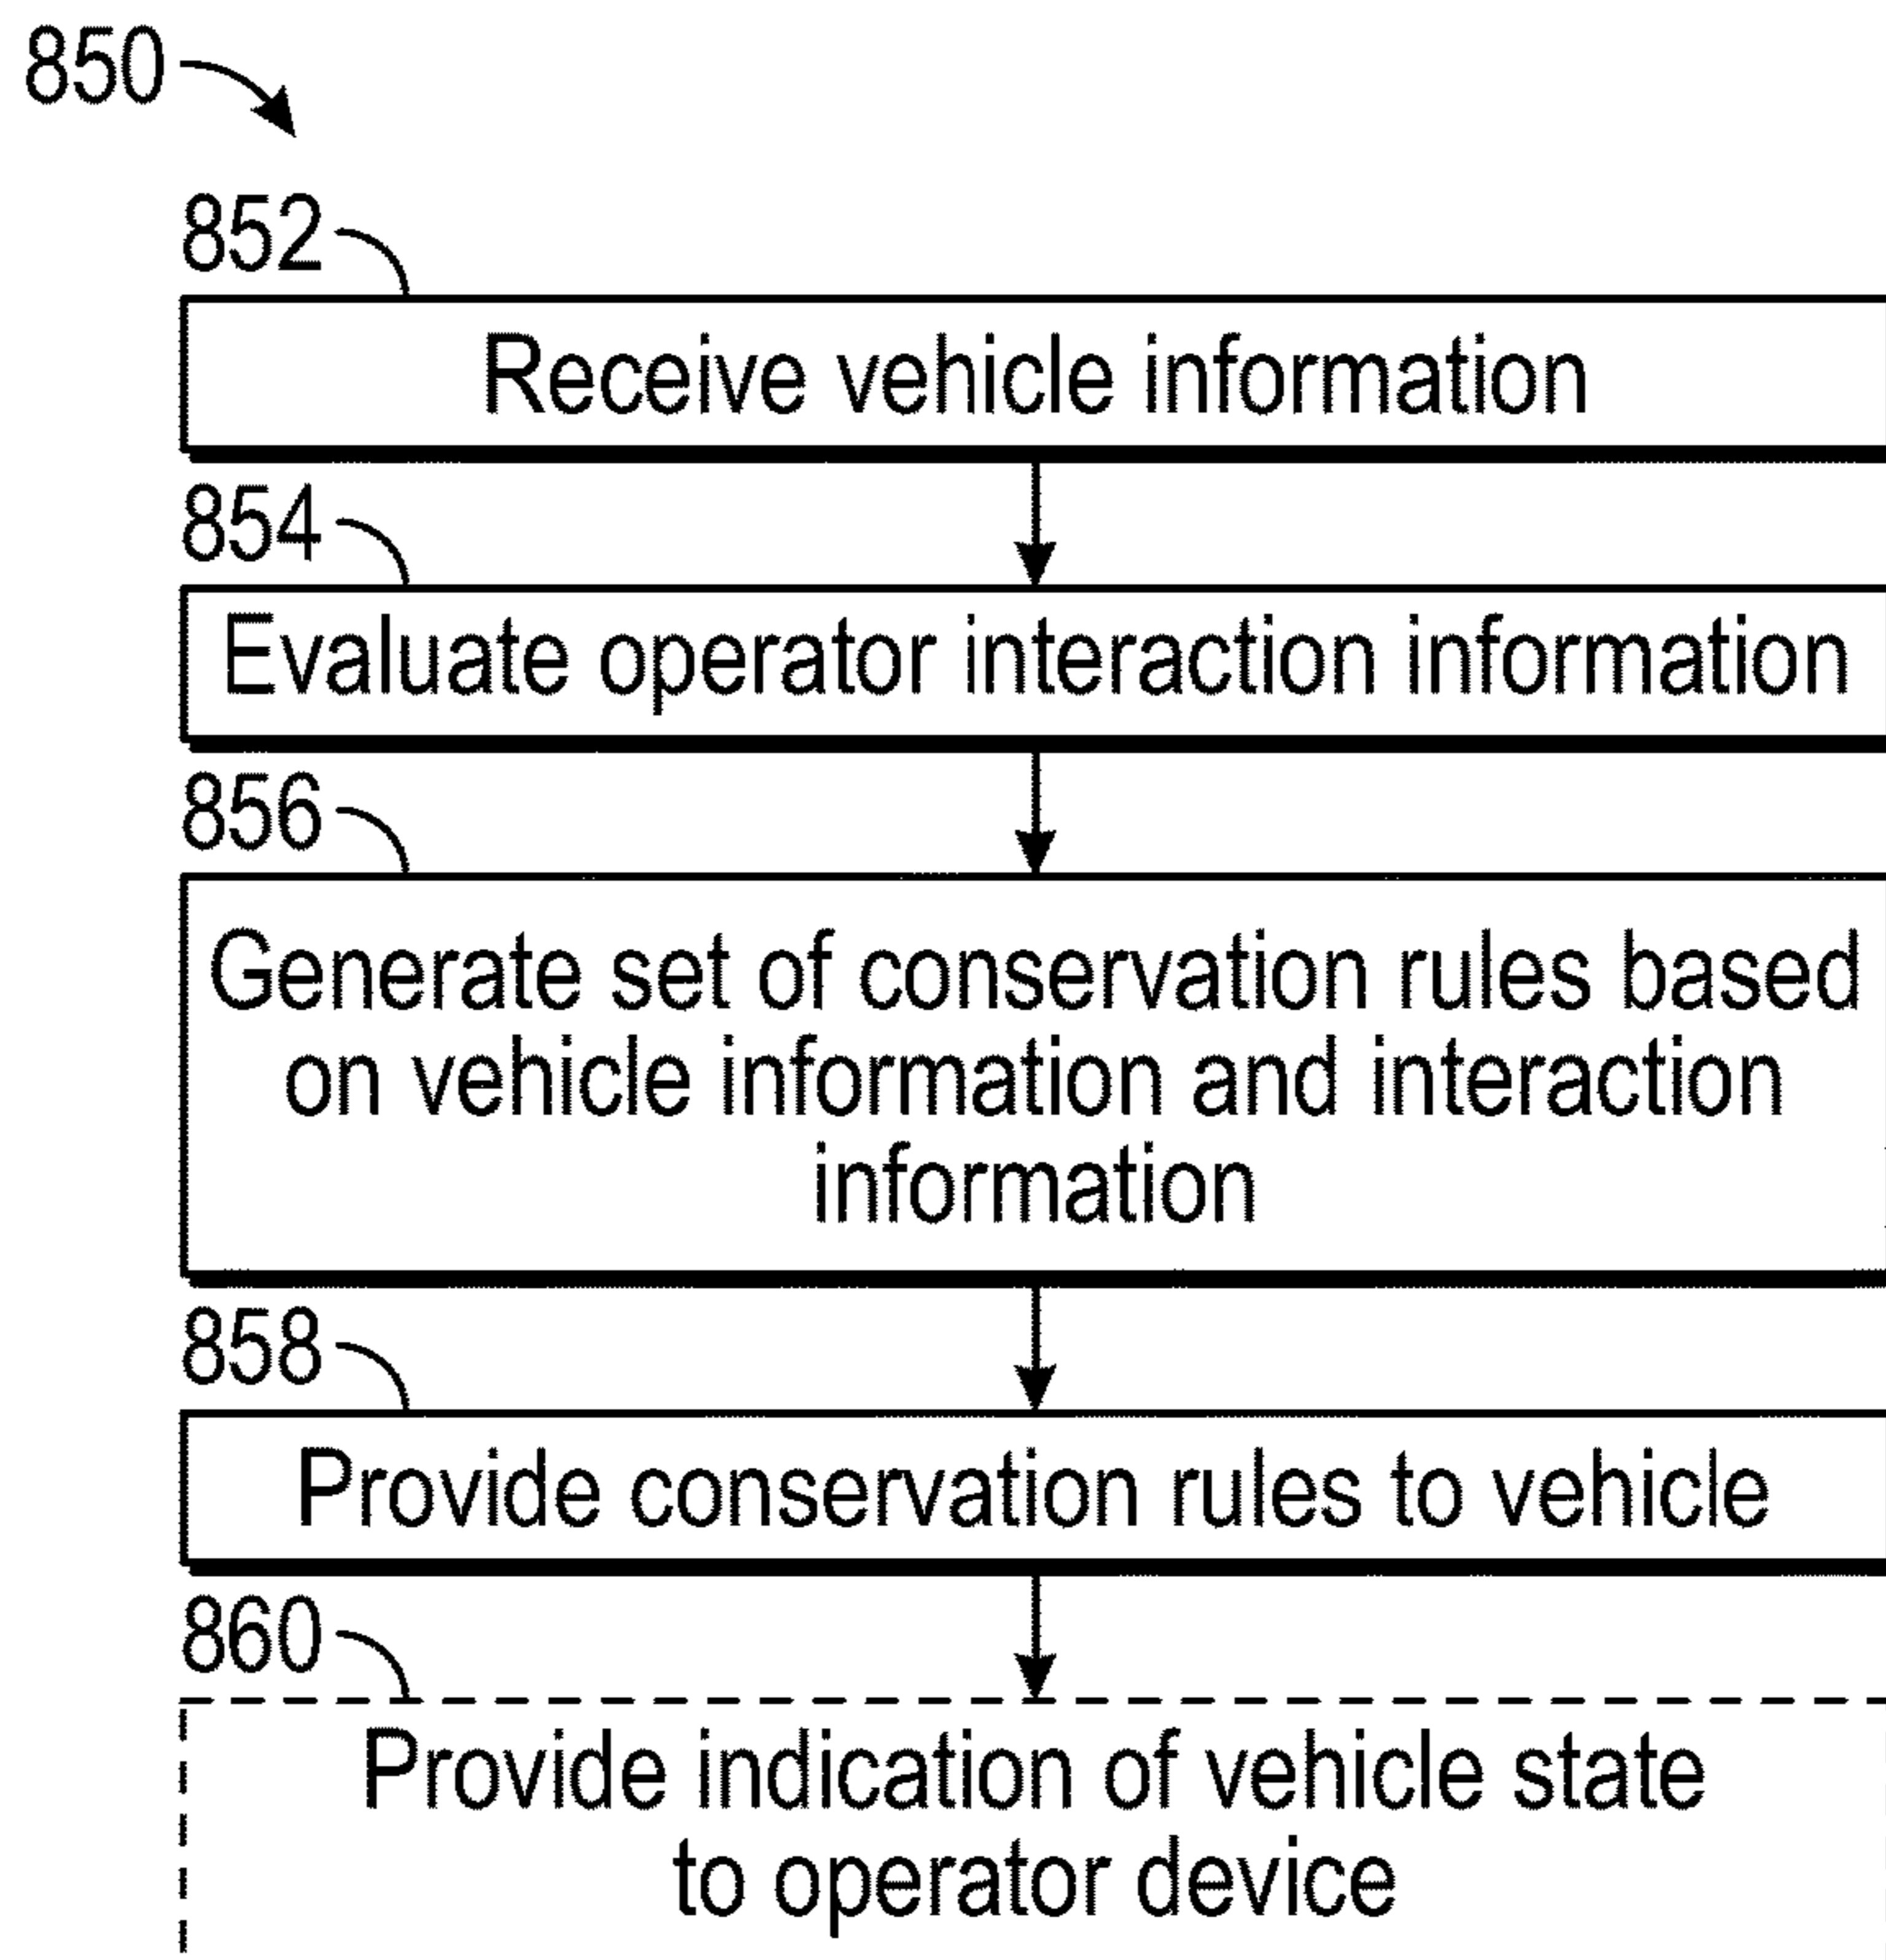 850
852
Receive vehicle information
854
Evaluate operator interaction information
856
Generate set of conservation rules based
on vehicle information and interaction
information
858
Provide conservation rules to vehicle
860
Provide indication of vehicle state
to operator device